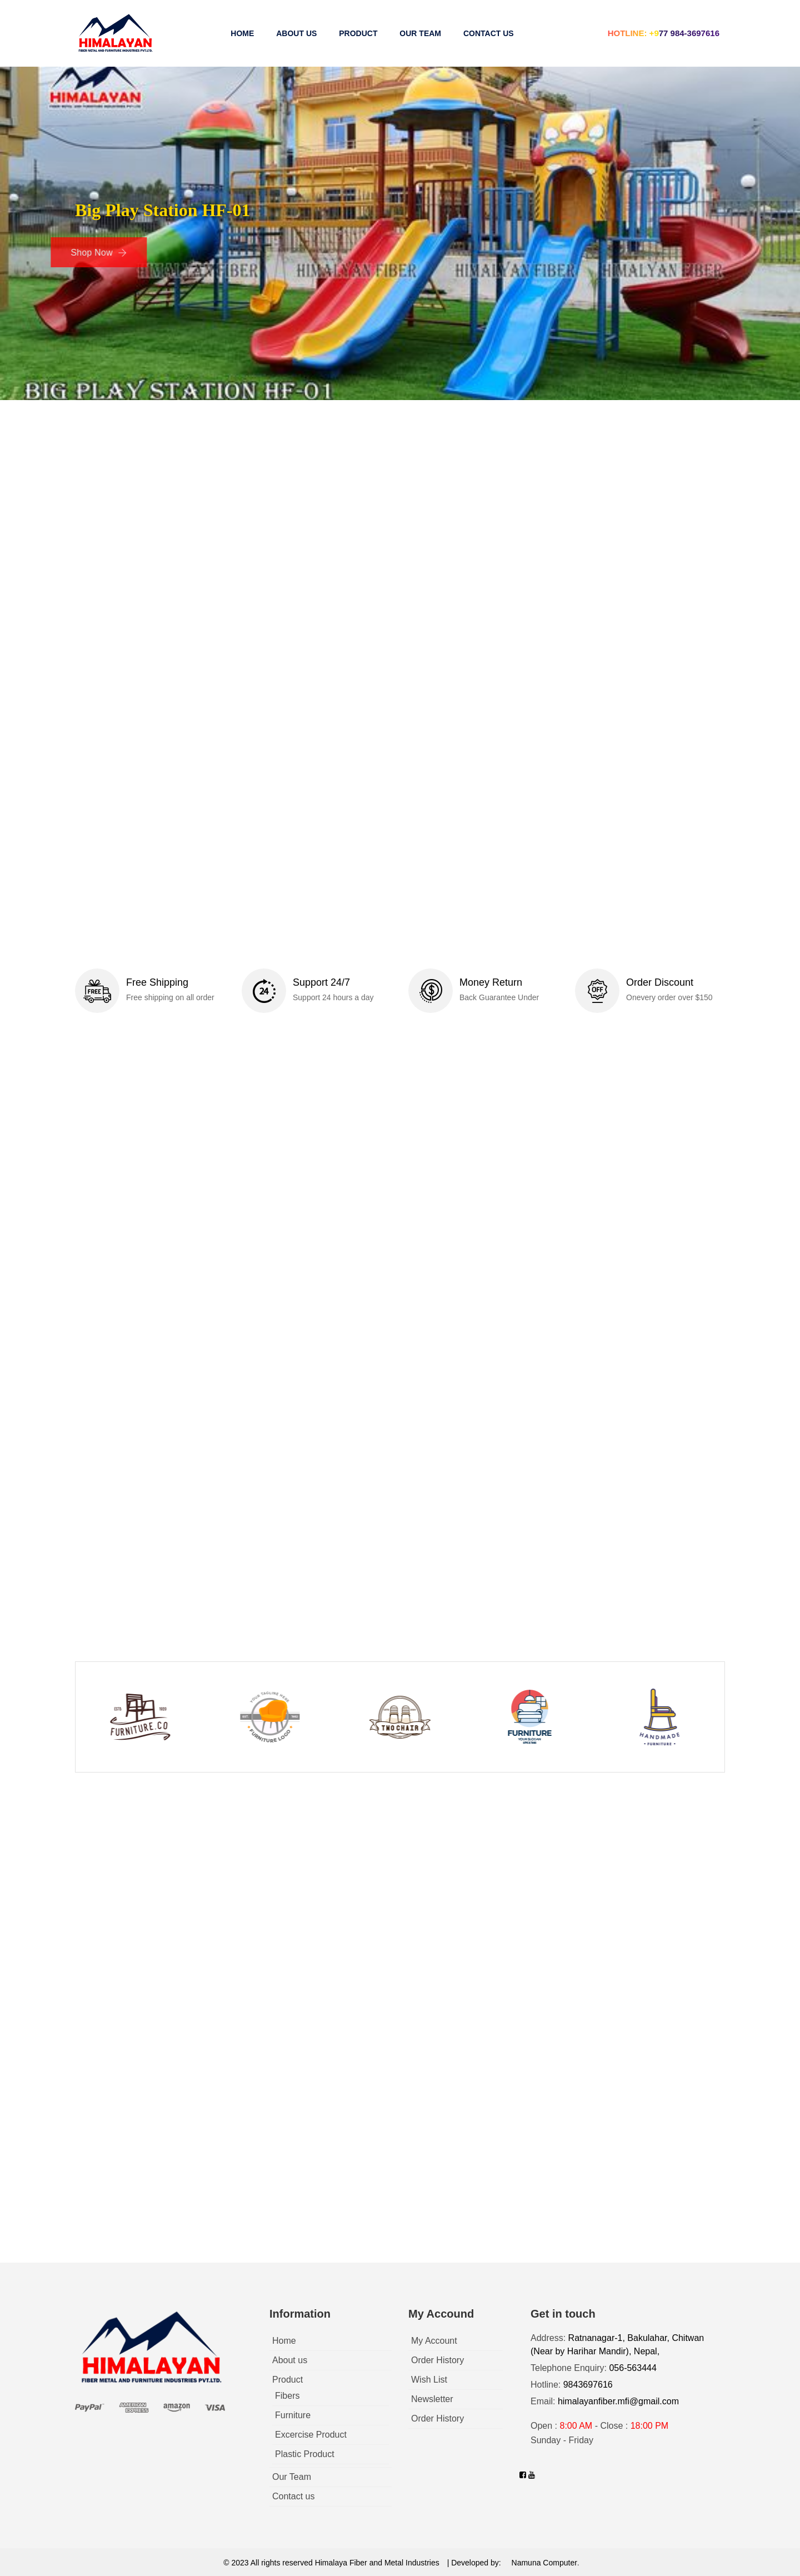 HIMALAYAN
FIBER METAL AND FURNITURE INDUSTRIES PVT.LTD.
HOME
ABOUT US
PRODUCT
OUR TEAM
CONTACT US
HOTLINE: +977 984-3697616
HIMALAYAN
FIBER METAL AND FURNITURE INDUSTRIES PVT.LTD.
Big Play Station HF-01
Shop Now
HIMALYAN FIBER HIMALYAN FIBER HIMALYAN FIBER HIMALYAN FIBER
BIG PLAY STATION HF-01
FREE
Free Shipping
Free shipping on all order
24
Support 24/7
Support 24 hours a day
$
Money Return
Back Guarantee Under
OFF
Order Discount
Onevery order over $150
FURNITURE.CO
YOUR TAGLINE HERE
FURNITURE LOGO
TWO CHAIR
FURNITURE
YOUR SLOGAN
HANDMADE
FURNITURE
HIMALAYAN
FIBER METAL AND FURNITURE INDUSTRIES PVT.LTD.
PayPal
AMERICAN EXPRESS
amazon
VISA
Information
Home
About us
Product
Fibers
Furniture
Excercise Product
Plastic Product
Our Team
Contact us
My Accound
My Account
Order History
Wish List
Newsletter
Order History
Get in touch
Address: Ratnanagar-1, Bakulahar, Chitwan
(Near by Harihar Mandir), Nepal,
Telephone Enquiry: 056-563444
Hotline: 9843697616
Email: himalayanfiber.mfi@gmail.com
Open : 8:00 AM - Close : 18:00 PM
Sunday - Friday
© 2023 All rights reserved Himalaya Fiber and Metal Industries | Developed by: Namuna Computer.